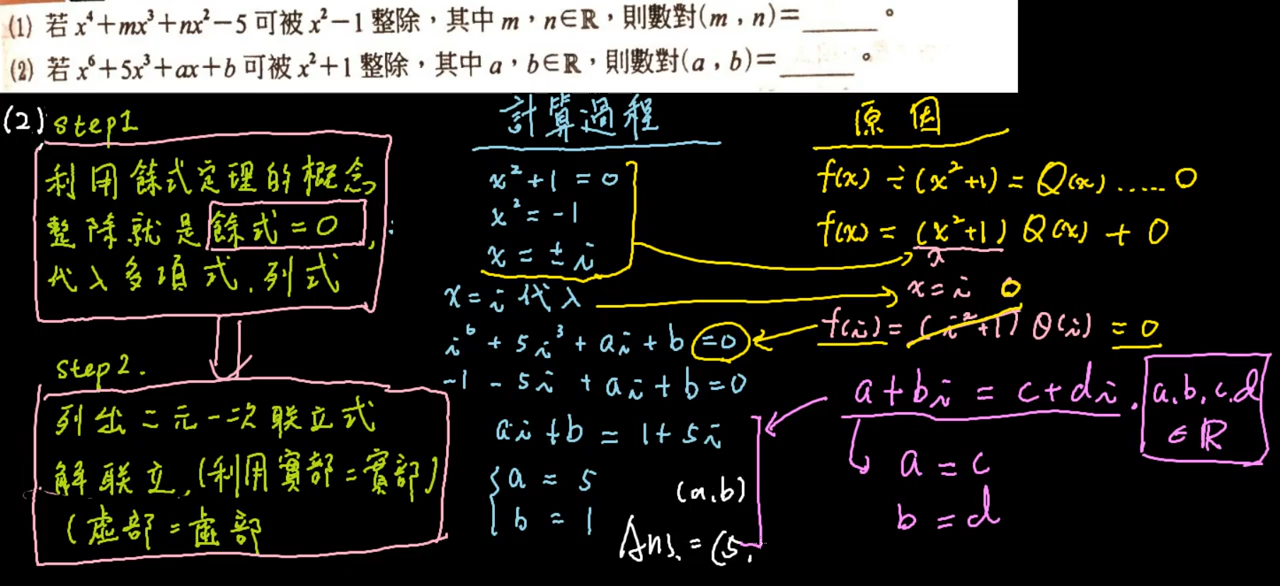 (1) 若 x⁴+mx³+nx²−5 可被 x²−1 整除，其中 m，n∈ℝ，則數對(m，n)=______。
(2) 若 x⁶+5x³+ax+b 可被 x²+1 整除，其中 a，b∈ℝ，則數對(a，b)=______。
(2) step1
利用餘式定理的概念,
整除就是餘式=0,
代入多項式.列式
step2.
列出二元一次联立式
解联立,(利用實部=實部)
(虛部=虛部
計算過程
x²+1=0
x²=-1
x=±i
x=i代入
i⁶+5i³+ai+b=0
-1-5i+ai+b=0
ai+b=1+5i
a=5
b=1
(a,b)
Ans.=(5,
原因
f(x)÷(x²+1)=Q(x).....0
f(x)=(x²+1)Q(x)+0
x=i 0
f(i)=(i²+1)Q(i)=0
a+bi=c+di.
a,b,c,d
∈ℝ
a=c
b=d